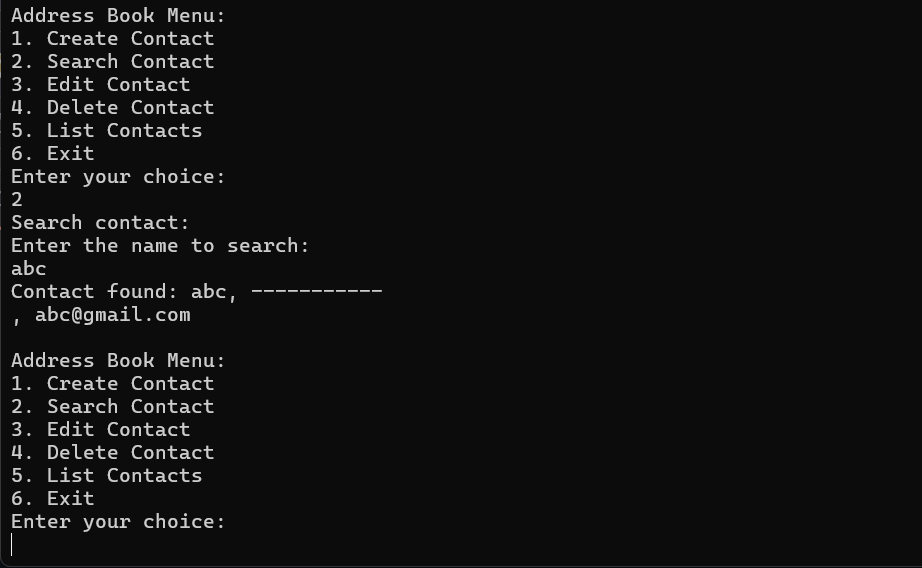 Address Book Menu:
1. Create Contact
2. Search Contact
3. Edit Contact
4. Delete Contact
5. List Contacts
6. Exit
Enter your choice:
2
Search contact:
Enter the name to search:
abc
Contact found: abc, -----------
, abc@gmail.com
Address Book Menu:
1. Create Contact
2. Search Contact
3. Edit Contact
4. Delete Contact
5. List Contacts
6. Exit
Enter your choice: